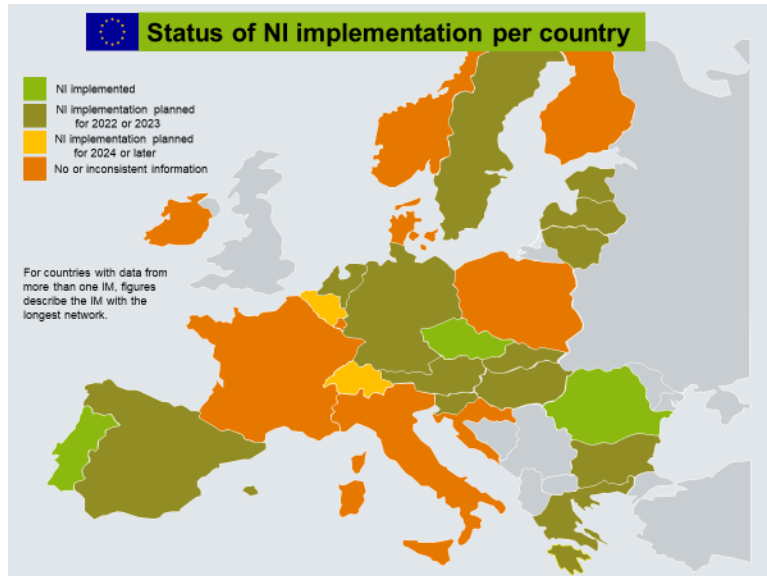 Status of NI implementation per country
NI implemented
NI implementation planned
for 2022 or 2023
NI implementation planned
for 2024 or later
No or inconsistent information
For countries with data from
more than one IM, figures
describe the IM with the
longest network.